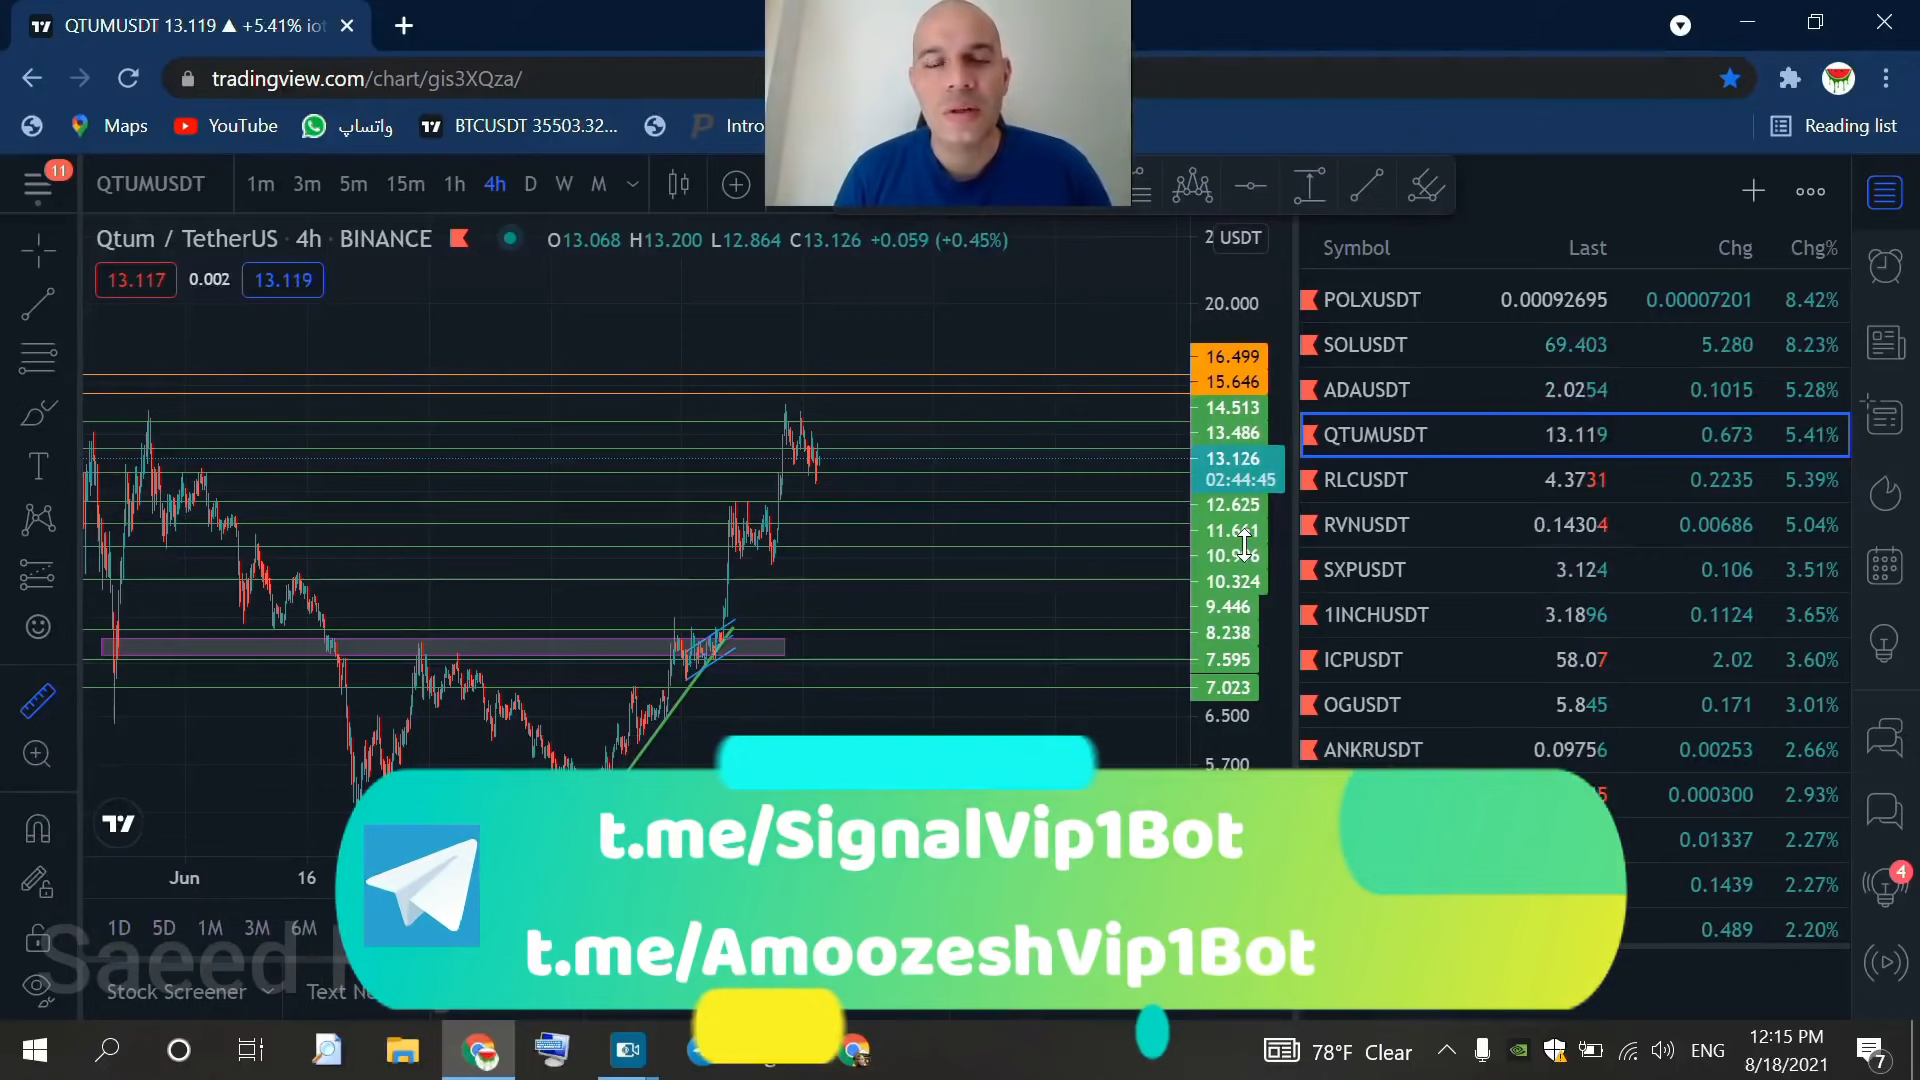 QTUMUSDT 13.119 ▲ +5.41% iot
tradingview.com/chart/gis3XQza/
Maps YouTube واتساپ BTCUSDT 35503.32... Intro
Reading list
11
QTUMUSDT 1m 3m 5m 15m 1h 4h D W M
Qtum / TetherUS · 4h · BINANCE O13.068 H13.200 L12.864 C13.126 +0.059 (+0.45%)
13.117 0.002 13.119
USDT
20.000
16.499
15.646
14.513
13.486
13.126
02:44:45
12.625
10.324
9.446
8.238
7.595
7.023
6.500
5.700
Symbol Last Chg Chg%
POLXUSDT 0.00092695 0.00007201 8.42%
SOLUSDT 69.403 5.280 8.23%
ADAUSDT 2.0254 0.1015 5.28%
QTUMUSDT 13.119 0.673 5.41%
RLCUSDT 4.3731 0.2235 5.39%
RVNUSDT 0.14304 0.00686 5.04%
SXPUSDT 3.124 0.106 3.51%
1INCHUSDT 3.1896 0.1124 3.65%
ICPUSDT 58.07 2.02 3.60%
OGUSDT 5.845 0.171 3.01%
ANKRUSDT 0.09756 0.00253 2.66%
5 0.000300 2.93%
0.01337 2.27%
0.1439 2.27%
0.489 2.20%
4
t.me/SignalVip1Bot
t.me/AmoozeshVip1Bot
Jun 16
1D 5D 1M 3M 6M
Saeed
Stock Screener Text
78°F Clear ENG
12:15 PM
8/18/2021
7